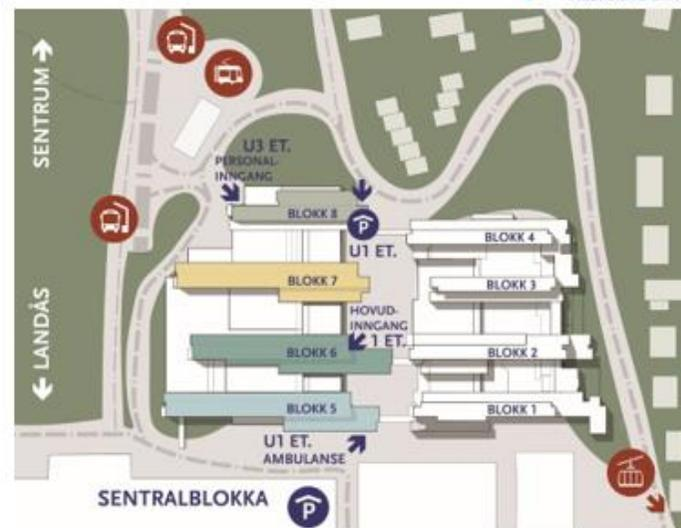 SENTRUM →
← LANDÅS
U3 ET.
PERSONAL-
INNGANG
BLOKK 8
P
U1 ET.
BLOKK 7
HOVUD-
INNGANG
1 ET.
BLOKK 6
BLOKK 5
U1 ET.
AMBULANSE
BLOKK 4
BLOKK 3
BLOKK 2
BLOKK 1
SENTRALBLOKKA
P